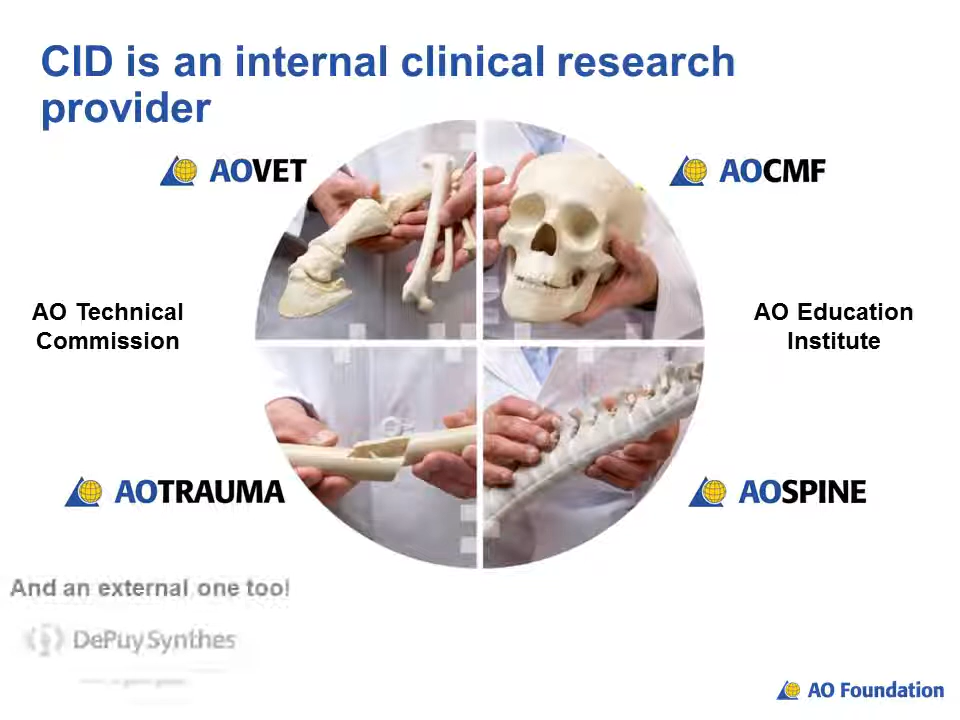 CID is an internal clinical research
provider
AOVET
AOCMF
AO Technical
Commission
AO Education
Institute
AOTRAUMA
AOSPINE
And an external one too!
DePuy Synthes
AO Foundation